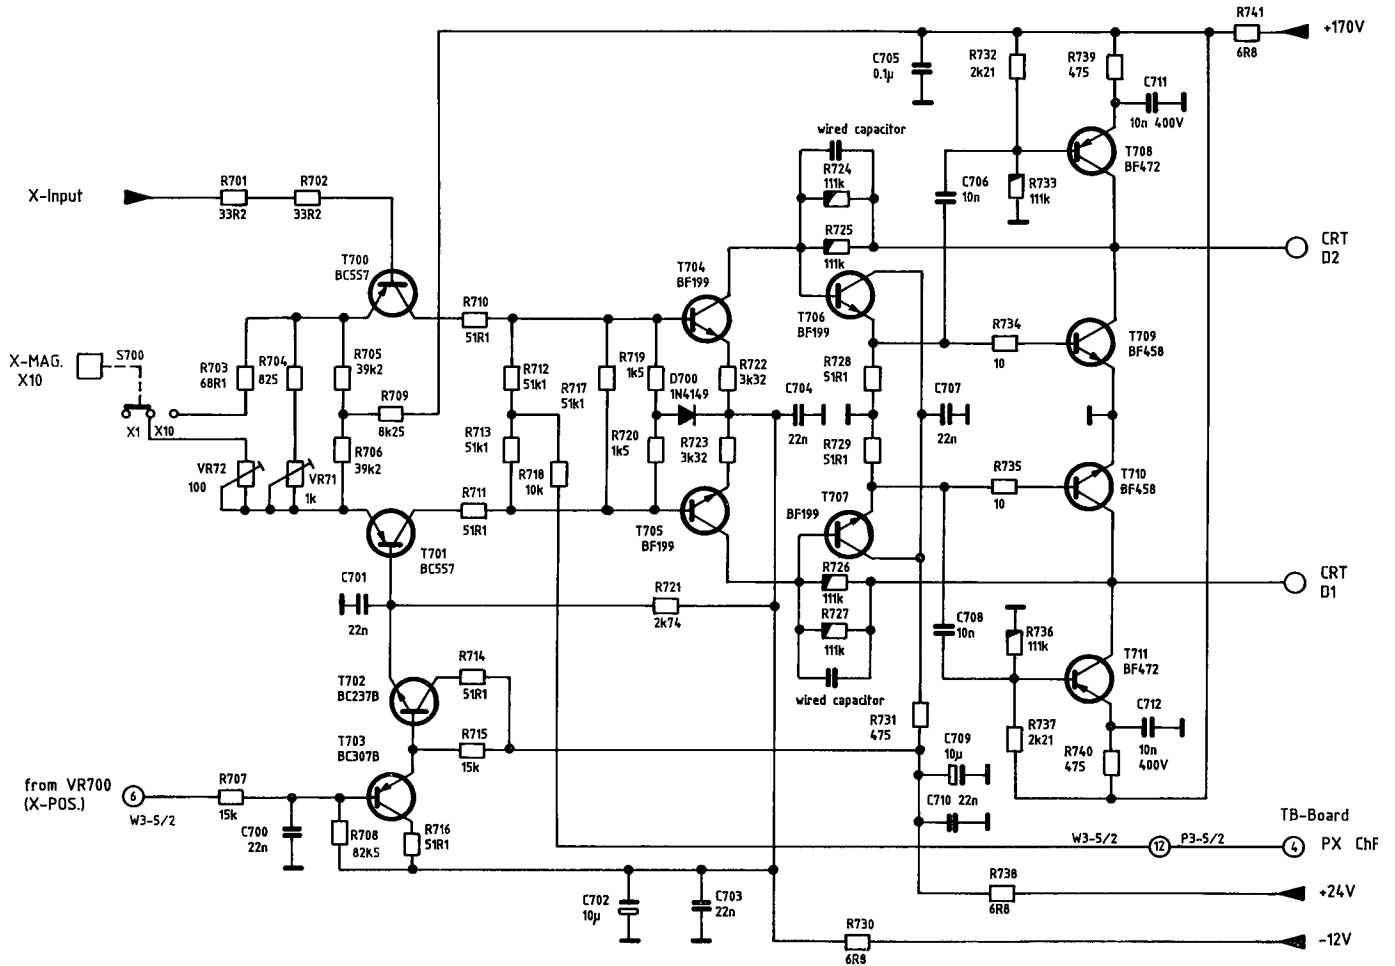 R741
6R8
+170V
C705
0.1µ
R732
2k21
R739
475
C711
10n 400V
wired capacitor
T708
BF472
X-Input
R701
33R2
R702
33R2
R724
111k
C706
10n
R733
111k
R725
111k
CRT
D2
T700
BC557
T704
BF199
R710
51R1
T706
BF199
R734
10
T709
BF458
X-MAG.
X10
S700
R703
68R1
R704
825
R705
39k2
R712
51k1
R717
51k1
R719
1k5
D700
1N4149
R722
3k32
R728
51R1
C704
22n
C707
22n
X1
X10
R709
8k25
R706
39k2
R713
51k1
R718
10k
R720
1k5
R723
3k32
R729
51R1
VR72
100
VR71
1k
R711
51R1
T705
BF199
T707
BF199
R735
10
T710
BF458
T701
BC557
R726
111k
CRT
D1
C701
22n
R721
2k74
R727
111k
C708
10n
R736
111k
T711
BF472
wired capacitor
T702
BC237B
R714
51R1
R731
475
R737
2k21
R740
475
C712
10n
400V
T703
BC307B
R715
15k
C709
10µ
C710 22n
from VR700
(X-POS.)
6
W3-S/2
R707
15k
C700
22n
R708
82K5
R716
51R1
TB-Board
W3-S/2
12
P3-S/2
4
PX ChP
R738
6R8
+24V
C702
10µ
C703
22n
R730
6R8
-12V